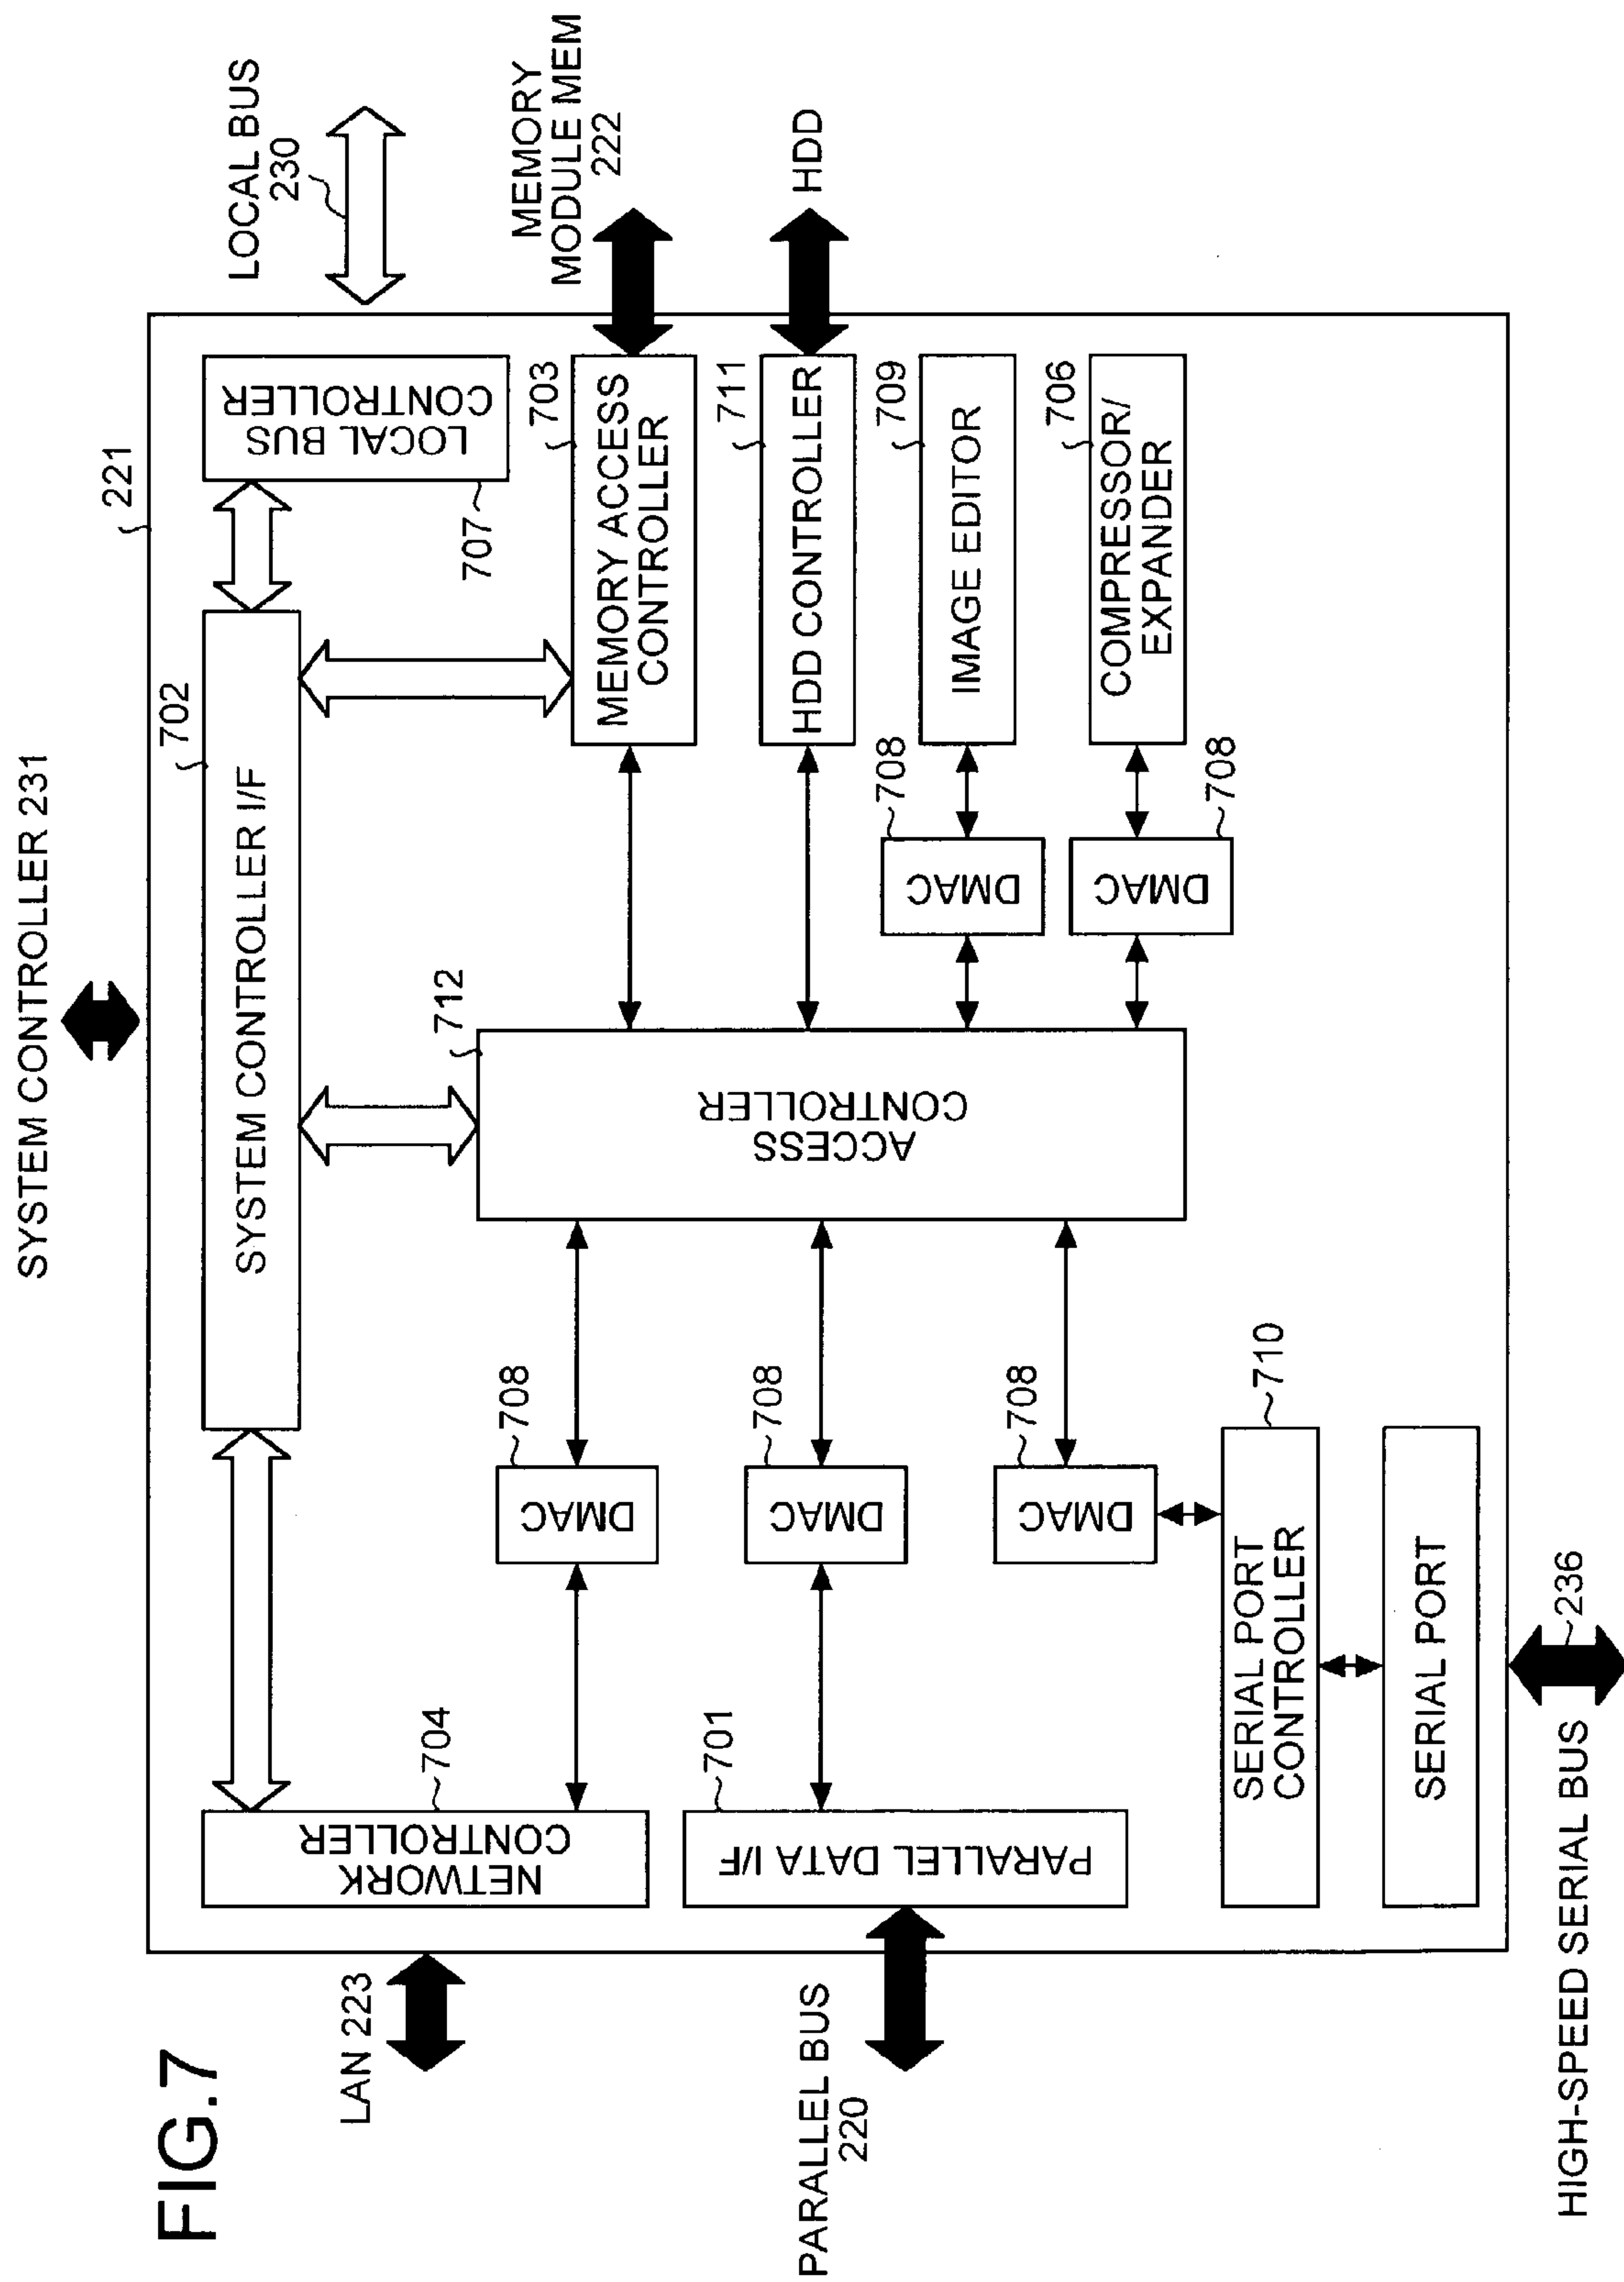 FIG.7
SYSTEM CONTROLLER 231
221
LOCAL BUS
230
LAN 223
702
SYSTEM CONTROLLER I/F
LOCAL BUS
CONTROLLER
707
NETWORK
CONTROLLER
704
MEMORY
MODULE MEM
222
703
MEMORY ACCESS
CONTROLLER
708
DMAC
712
ACCESS
CONTROLLER
711
HDD CONTROLLER
HDD
PARALLEL BUS
220
701
PARALLEL DATA I/F
708
DMAC
708
DMAC
709
IMAGE EDITOR
708
DMAC
708
DMAC
706
COMPRESSOR/
EXPANDER
710
SERIAL PORT
CONTROLLER
SERIAL PORT
HIGH-SPEED SERIAL BUS
236